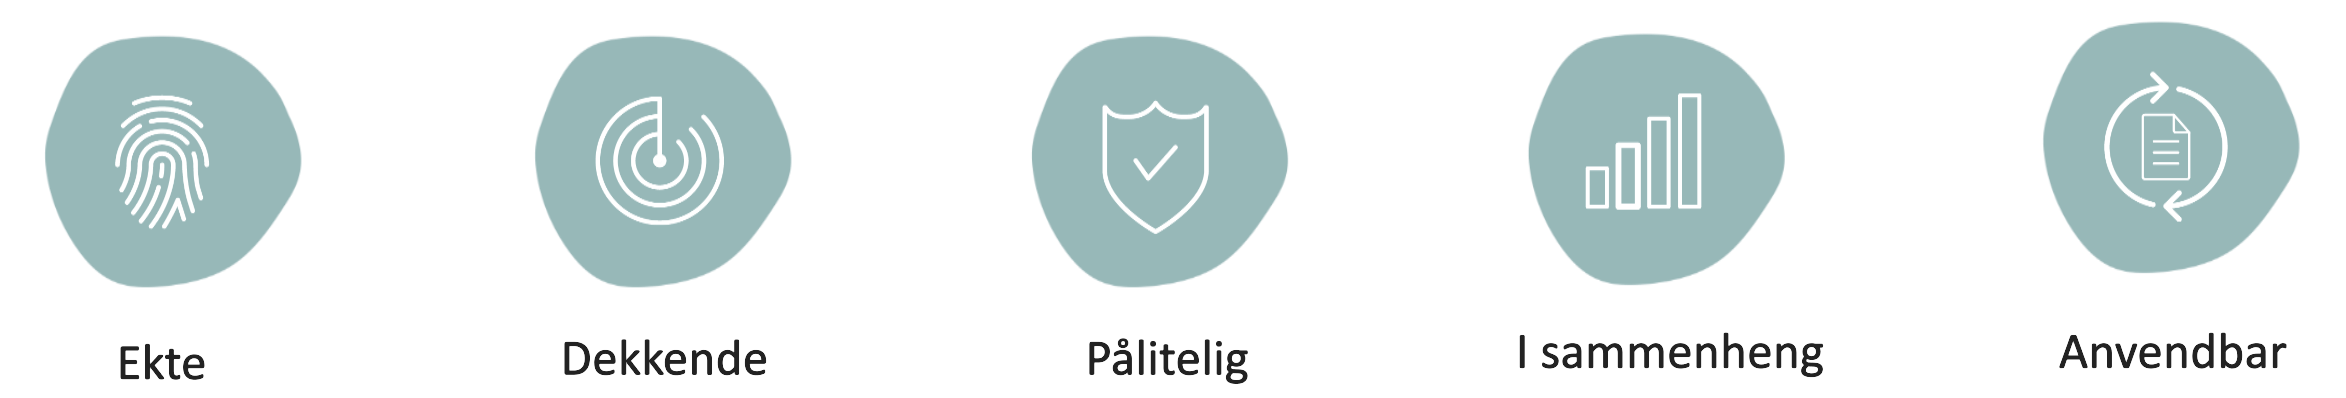 Ekte
Dekkende
Pålitelig
I sammenheng
Anvendbar